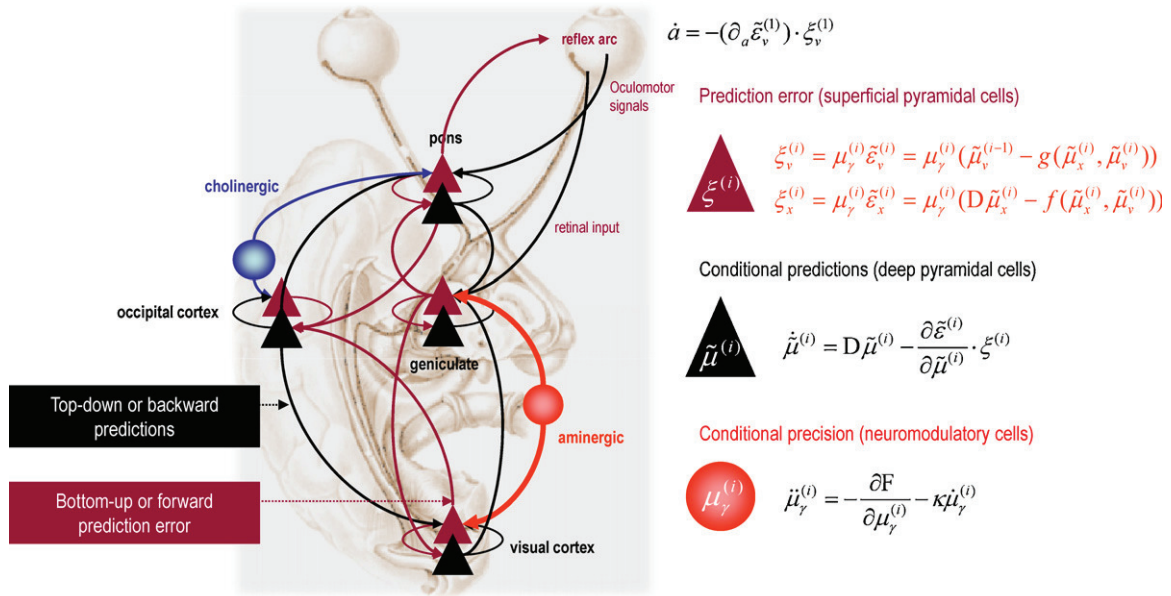 reflex arc
ȧ = −(∂ₐε̃ᵥ⁽¹⁾) · ξᵥ⁽¹⁾
Oculomotor
signals
Prediction error (superficial pyramidal cells)
pons
ξ⁽ⁱ⁾
ξᵥ⁽ⁱ⁾ = μᵧ⁽ⁱ⁾ε̃ᵥ⁽ⁱ⁾ = μᵧ⁽ⁱ⁾(μ̃ᵥ⁽ⁱ⁻¹⁾ − g(μ̃ₓ⁽ⁱ⁾, μ̃ᵥ⁽ⁱ⁾))
ξₓ⁽ⁱ⁾ = μᵧ⁽ⁱ⁾ε̃ₓ⁽ⁱ⁾ = μᵧ⁽ⁱ⁾(Dμ̃ₓ⁽ⁱ⁾ − f(μ̃ₓ⁽ⁱ⁾, μ̃ᵥ⁽ⁱ⁾))
cholinergic
retinal input
Conditional predictions (deep pyramidal cells)
occipital cortex
geniculate
μ̃⁽ⁱ⁾
μ̃̇⁽ⁱ⁾ = Dμ̃⁽ⁱ⁾ − ∂ε̃⁽ⁱ⁾/∂μ̃⁽ⁱ⁾ · ξ⁽ⁱ⁾
Top-down or backward
predictions
aminergic
Conditional precision (neuromodulatory cells)
μᵧ⁽ⁱ⁾
μ̈ᵧ⁽ⁱ⁾ = −∂F/∂μᵧ⁽ⁱ⁾ − κμ̇ᵧ⁽ⁱ⁾
Bottom-up or forward
prediction error
visual cortex